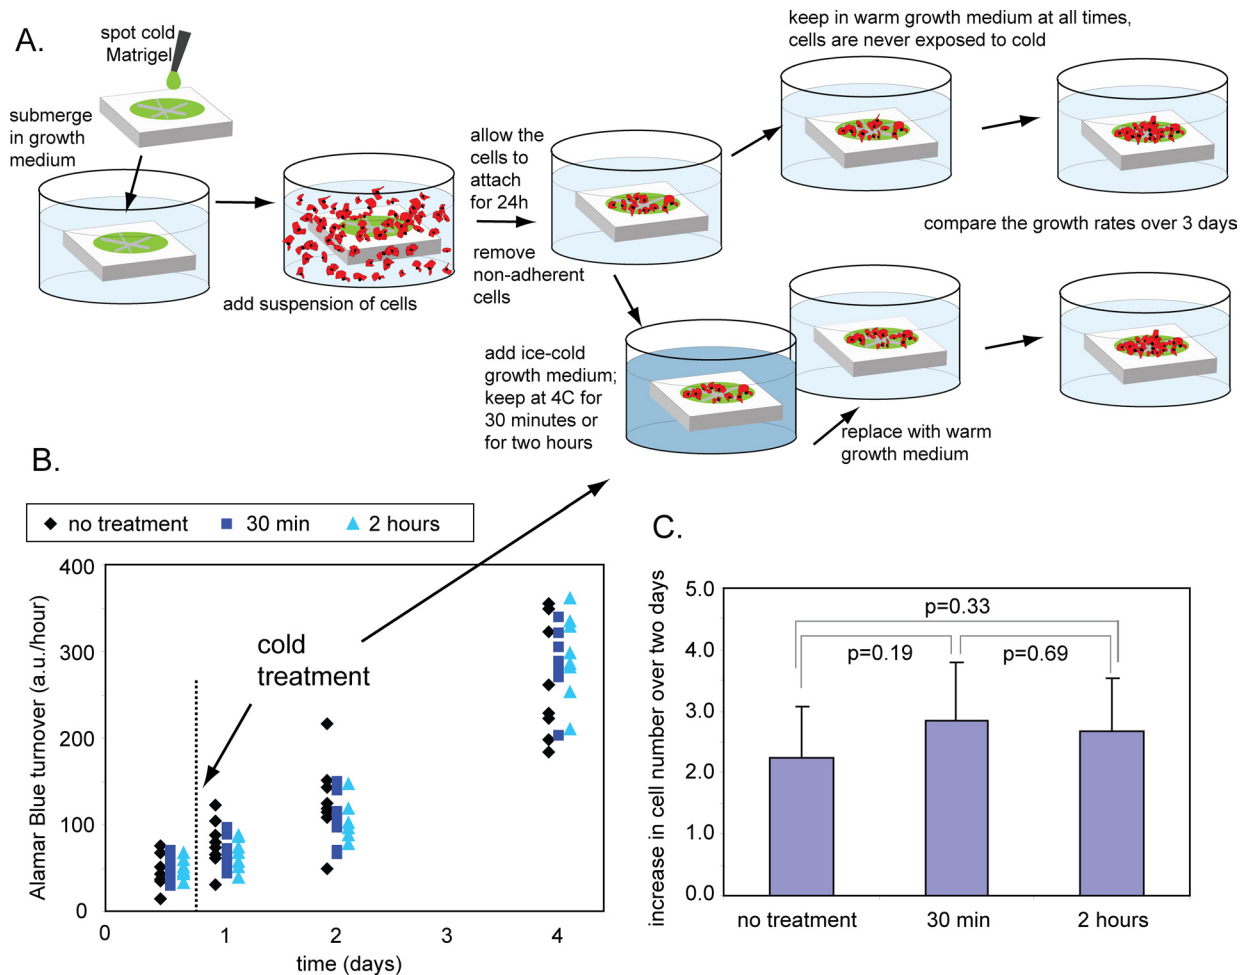 A.
spot cold
Matrigel
submerge
in growth
medium
add suspension of cells
allow the
cells to
attach
for 24h
remove
non-adherent
cells
keep in warm growth medium at all times,
cells are never exposed to cold
compare the growth rates over 3 days
add ice-cold
growth medium;
keep at 4C for
30 minutes or
for two hours
replace with warm
growth medium
B.
no treatment
30 min
2 hours
Alamar Blue turnover (a.u./hour)
400
300
200
100
0
cold
treatment
0
1
2
3
4
time (days)
C.
increase in cell number over two days
5.0
4.0
3.0
2.0
1.0
0.0
p=0.33
p=0.19
p=0.69
no treatment
30 min
2 hours